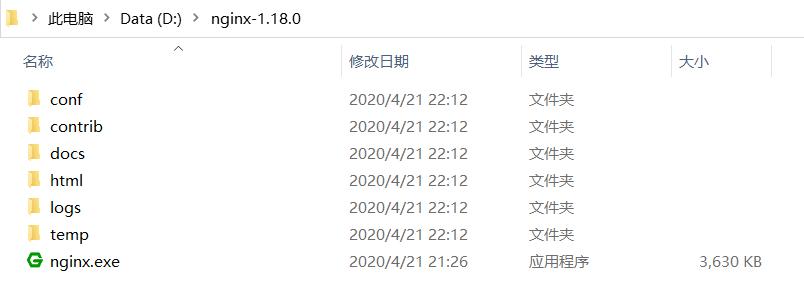 此电脑 Data (D:) nginx-1.18.0
名称 修改日期 类型 大小
conf 2020/4/21 22:12 文件夹
contrib 2020/4/21 22:12 文件夹
docs 2020/4/21 22:12 文件夹
html 2020/4/21 22:12 文件夹
logs 2020/4/21 22:12 文件夹
temp 2020/4/21 22:12 文件夹
nginx.exe 2020/4/21 21:26 应用程序 3,630 KB